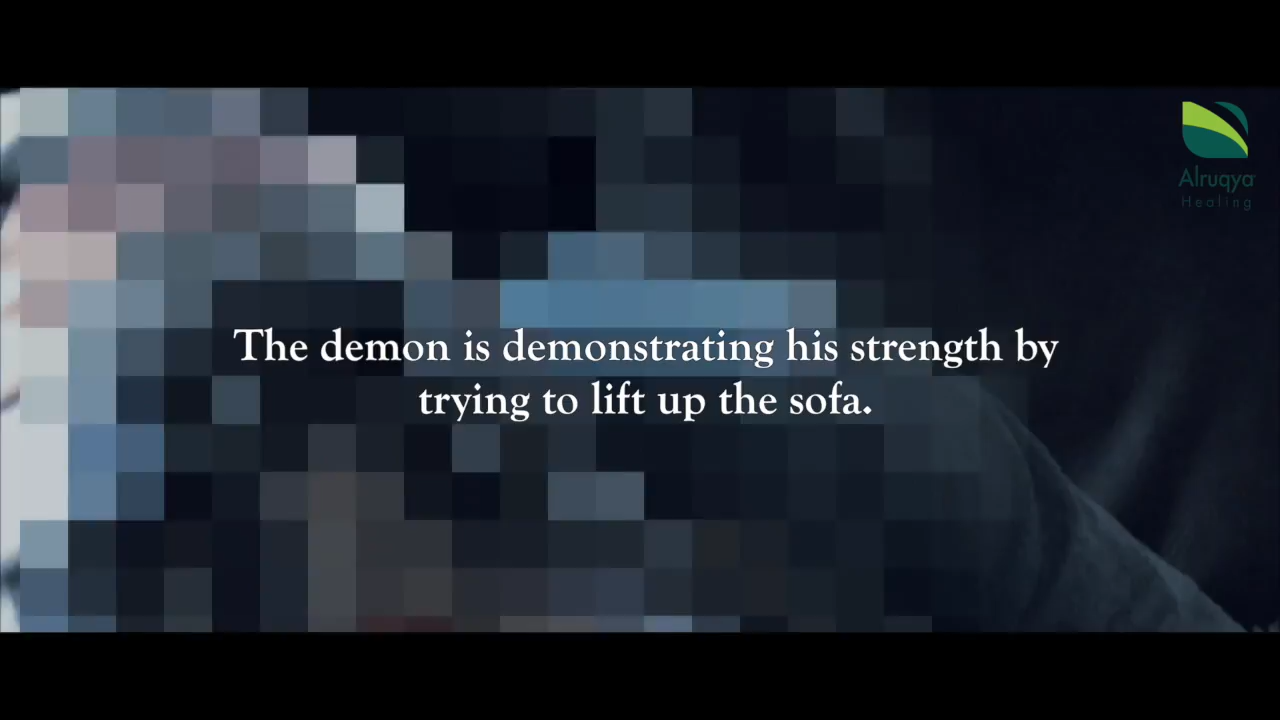 Alruqya
Healing
The demon is demonstrating his strength by
trying to lift up the sofa.